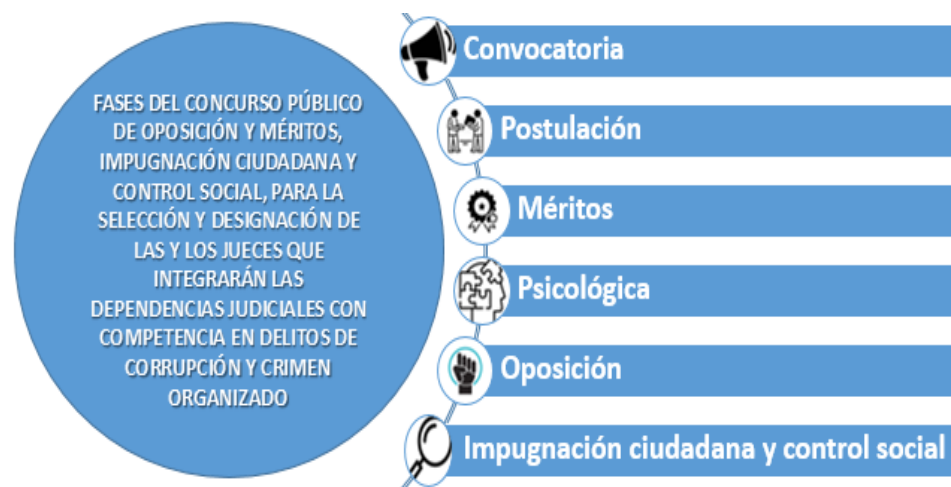 FASES DEL CONCURSO PÚBLICO
DE OPOSICIÓN Y MÉRITOS,
IMPUGNACIÓN CIUDADANA Y
CONTROL SOCIAL, PARA LA
SELECCIÓN Y DESIGNACIÓN DE
LAS Y LOS JUECES QUE
INTEGRARÁN LAS
DEPENDENCIAS JUDICIALES CON
COMPETENCIA EN DELITOS DE
CORRUPCIÓN Y CRIMEN
ORGANIZADO
Convocatoria
Postulación
Méritos
Psicológica
Oposición
Impugnación ciudadana y control social